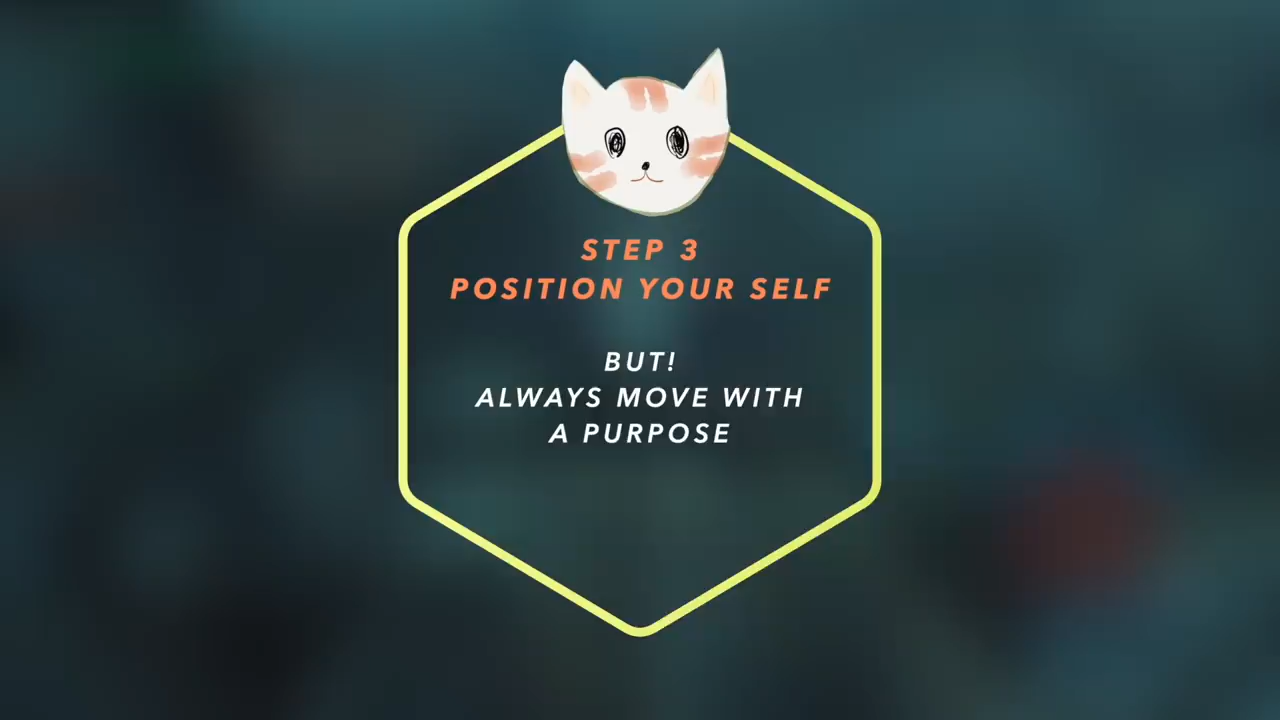 STEP 3
POSITION YOUR SELF
BUT!
ALWAYS MOVE WITH
A PURPOSE